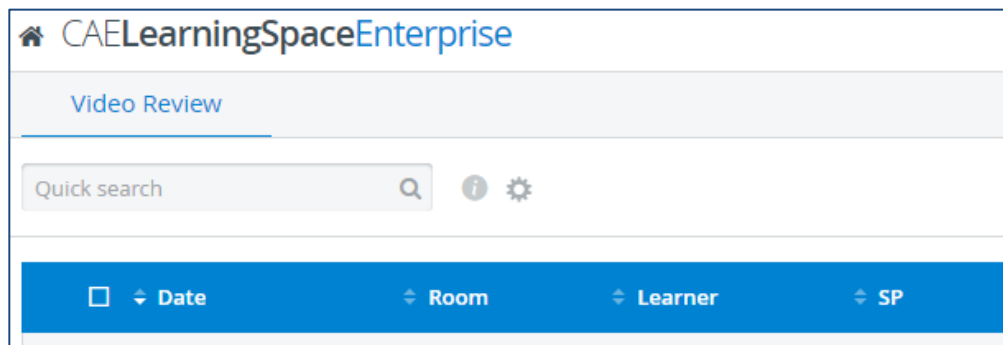 CAELearningSpaceEnterprise
Video Review
Quick search
Date Room Learner SP